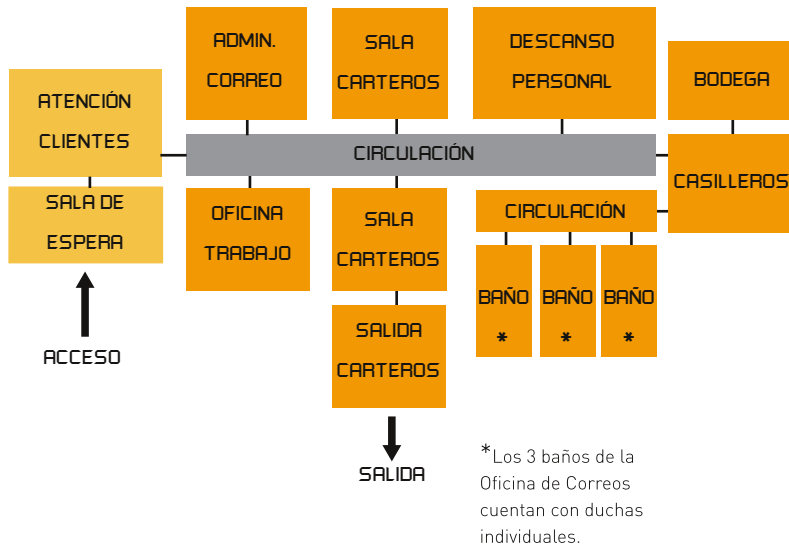 ADMIN.
CORREO
SALA
CARTEROS
DESCANSO
PERSONAL
BODEGA
ATENCIÓN
CLIENTES
CIRCULACIÓN
CASILLEROS
SALA DE
ESPERA
OFICINA
TRABAJO
SALA
CARTEROS
CIRCULACIÓN
BAÑO
*
BAÑO
*
BAÑO
*
SALIDA
CARTEROS
ACCESO
SALIDA
*Los 3 baños de la
Oficina de Correos
cuentan con duchas
individuales.